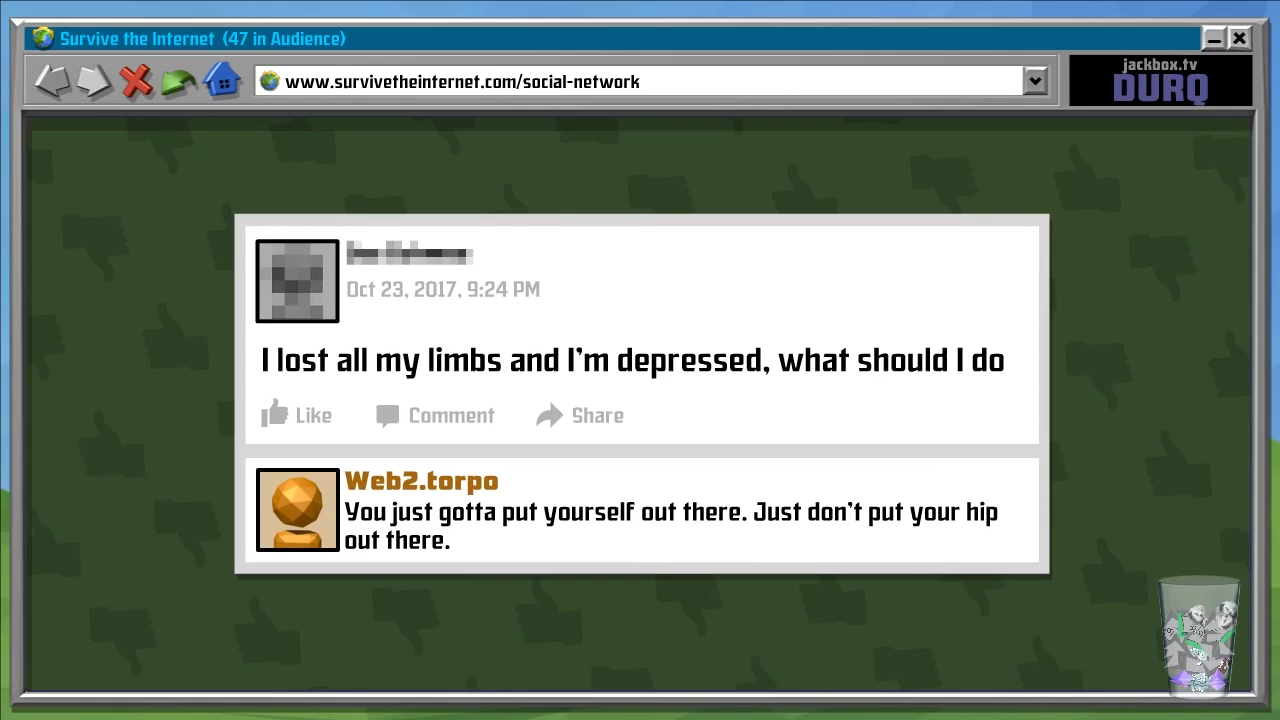 Survive the Internet (47 in Audience)
www.survivetheinternet.com/social-network
jackbox.tv
DURQ
Oct 23, 2017, 9:24 PM
I lost all my limbs and I'm depressed, what should I do
Like Comment Share
Web2.torpo
You just gotta put yourself out there. Just don't put your hip
out there.